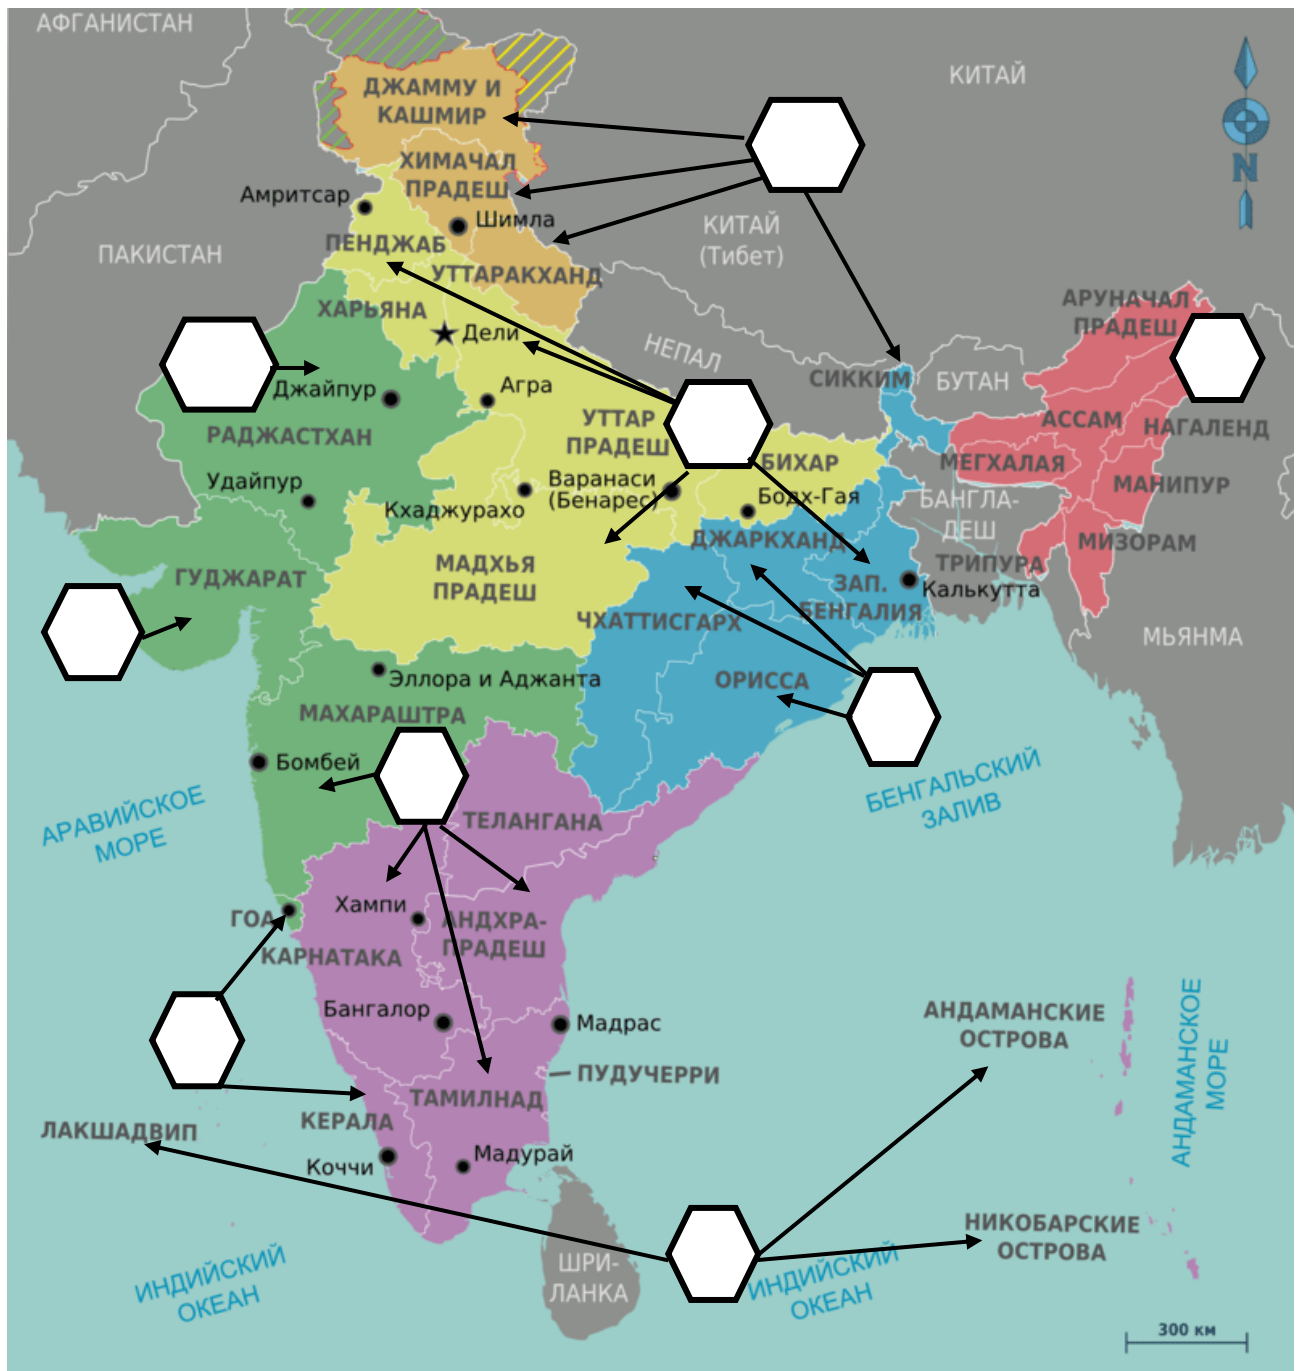 АФГАНИСТАН
КИТАЙ
ДЖАММУ И
КАШМИР
ХИМАЧАЛ
ПРАДЕШ
Амритсар
Шимла
КИТАЙ
(Тибет)
N
ПАКИСТАН
ПЕНДЖАБ
УТТАРАКХАНД
ХАРЬЯНА
Дели
НЕПАЛ
АРУНАЧАЛ
ПРАДЕШ
СИККИМ
БУТАН
Джайпур
Агра
РАДЖАСТХАН
УТТАР
ПРАДЕШ
АССАМ
НАГАЛЕНД
БИХАР
МЕГХАЛАЯ
Удайпур
Варанаси
(Бенарес)
Бодх-Гая
МАНИПУР
Кхаджурахо
БАНГЛА-
ДЕШ
ДЖАРКХАНД
МИЗОРАМ
ТРИПУРА
ГУДЖАРАТ
МАДХЬЯ
ПРАДЕШ
ЗАП.
БЕНГАЛИЯ
Калькутта
ЧХАТТИСГАРХ
МЬЯНМА
Эллора и Аджанта
ОРИССА
МАХАРАШТРА
Бомбей
АРАВИЙСКОЕ
МОРЕ
БЕНГАЛЬСКИЙ
ЗАЛИВ
ТЕЛАНГАНА
Хампи
ГОА
АНДХРА-
ПРАДЕШ
КАРНАТАКА
Бангалор
Мадрас
АНДАМАНСКИЕ
ОСТРОВА
АНДАМАНСКОЕ
МОРЕ
ПУДУЧЕРРИ
ТАМИЛНАД
КЕРАЛА
ЛАКШАДВИП
Коччи
Мадурай
НИКОБАРСКИЕ
ОСТРОВА
ИНДИЙСКИЙ
ОКЕАН
ШРИ-
ЛАНКА
ИНДИЙСКИЙ
ОКЕАН
300 км